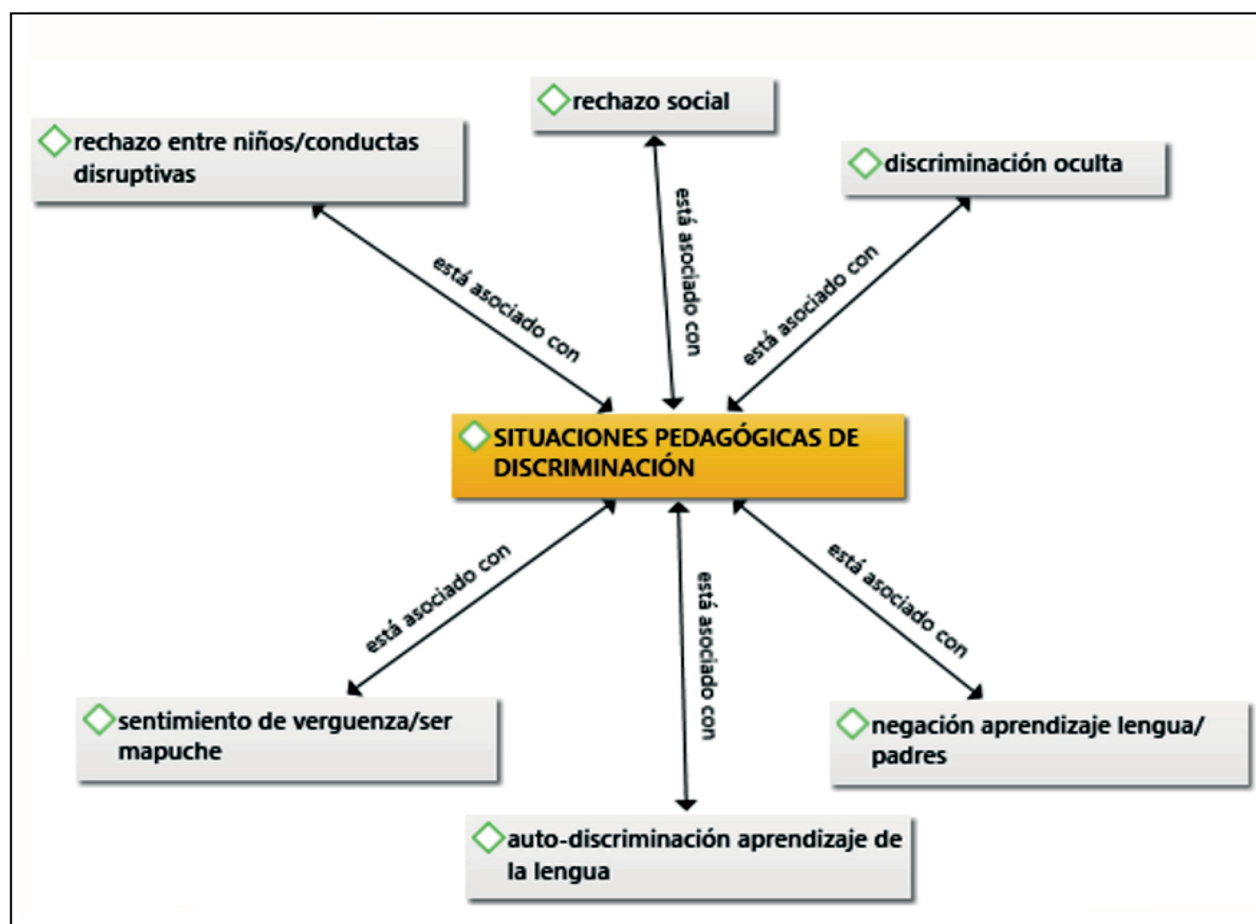 rechazo social
rechazo entre niños/conductas
disruptivas
discriminación oculta
está asociado con
está asociado con
está asociado con
SITUACIONES PEDAGÓGICAS DE
DISCRIMINACIÓN
está asociado con
está asociado con
está asociado con
sentimiento de verguenza/ser
mapuche
negación aprendizaje lengua/
padres
auto-discriminación aprendizaje de
la lengua